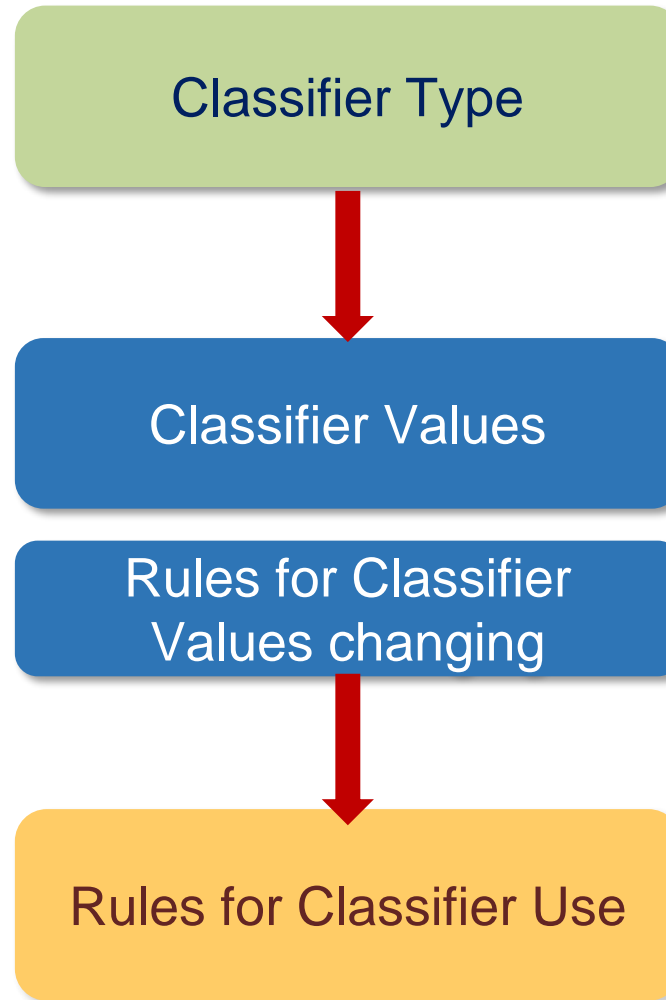 Classifier Type
Classifier Values
Rules for Classifier
Values changing
Rules for Classifier Use